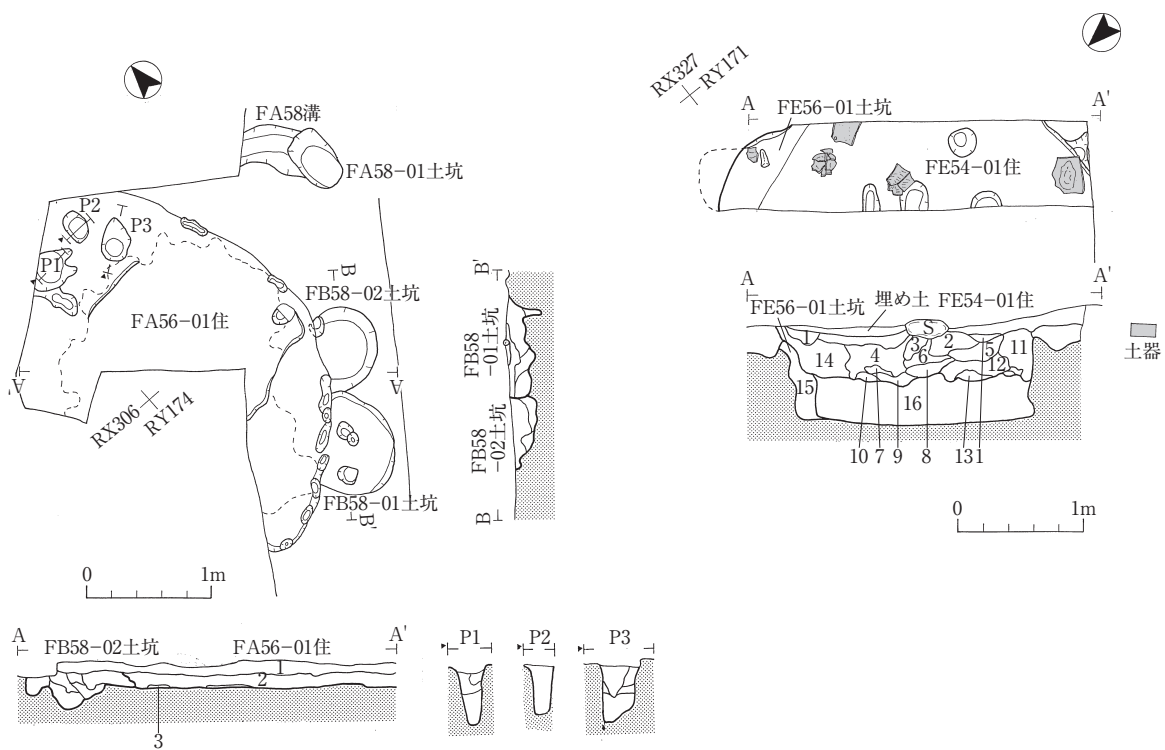 FA58溝
FA58-01土坑
P2
P3
P1
B
FB58-02土坑
FA56-01住
A
A'
RX306
RY174
FB58-01土坑
B'
0 1m
B'
FB58
-01土坑
FB58
-02土坑
B
A A'
FB58-02土坑 FA56-01住
1
2
3
P1 P2 P3
RX327
RY171
A A'
FE56-01土坑
FE54-01住
A A'
FE56-01土坑 埋め土 FE54-01住
S
1 3 2
14 4 6 5 11
12
15
16
10 7 9 8 13 1
土器
0 1m